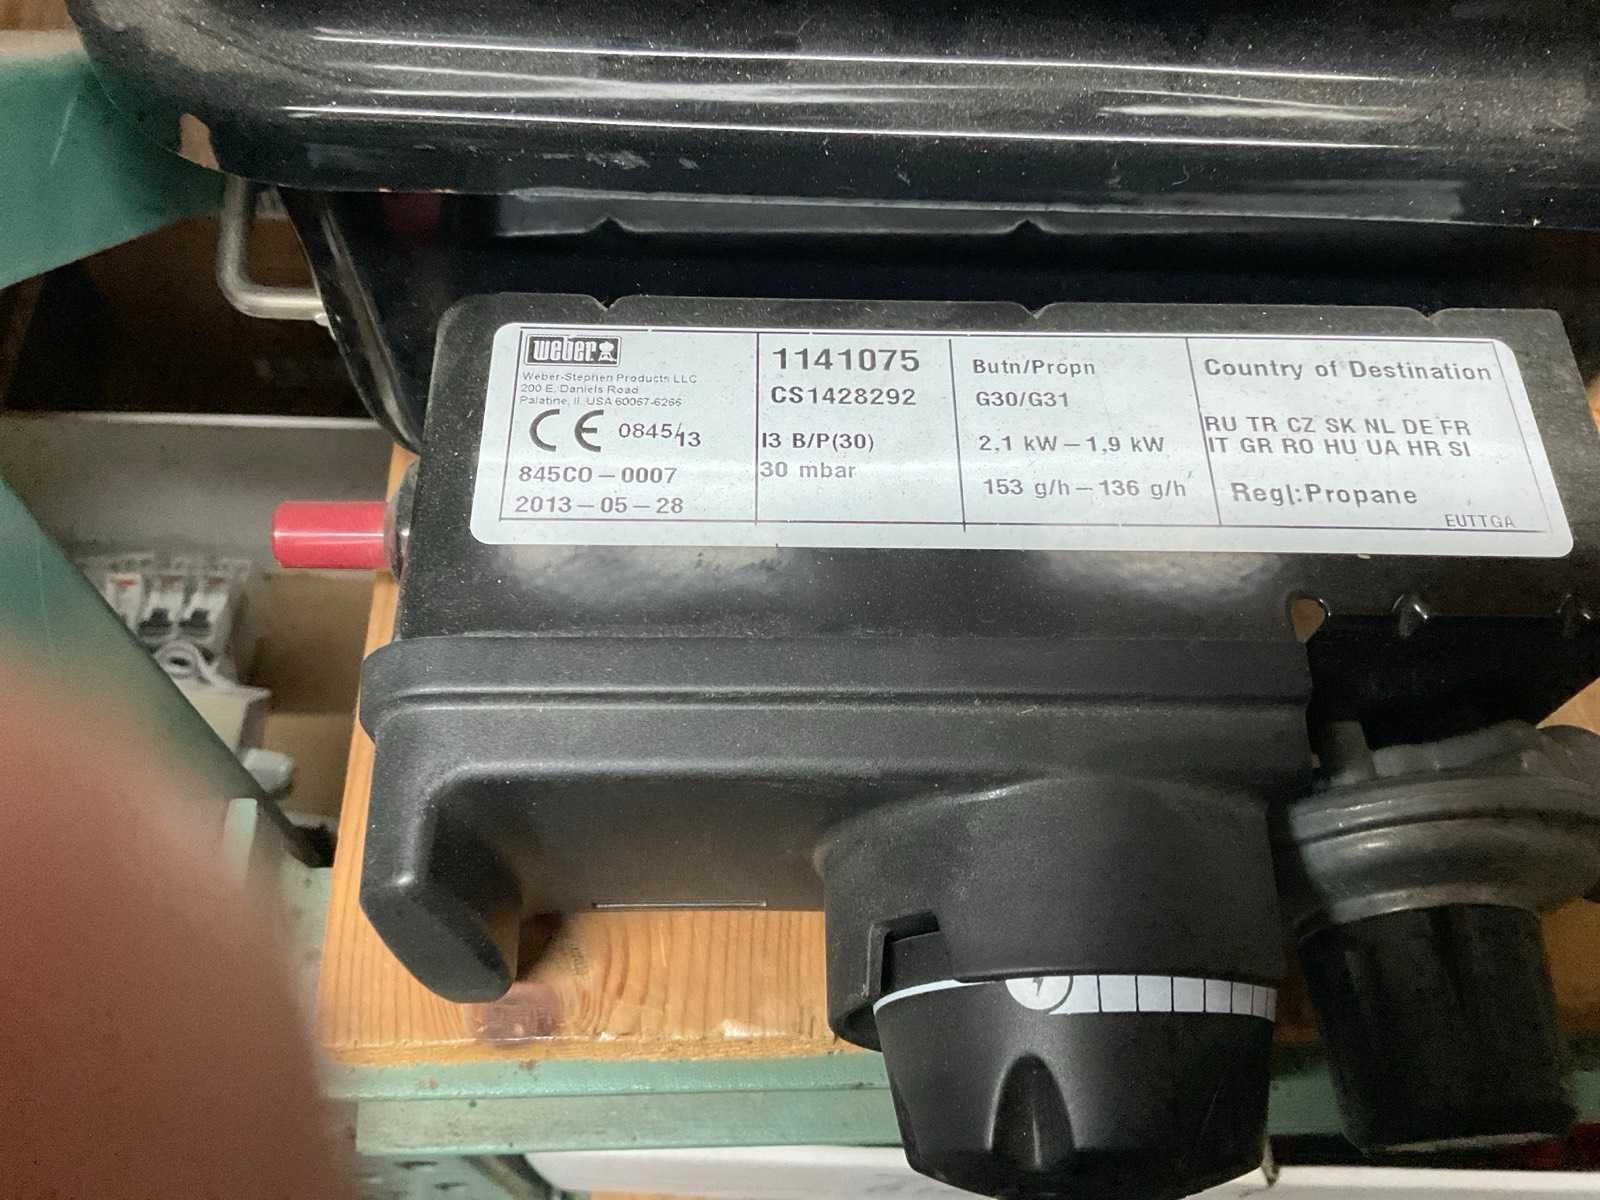 weber
Weber-Stephen Products LLC
200 E. Daniels Road
Palatine, IL USA 60067-6266
CE 0845/13
845CO-0007
2013-05-28
1141075
CS1428292
I3 B/P(30)
30 mbar
Butn/Propn
G30/G31
2,1 kW-1,9 kW
153 g/h-136 g/h
Country of Destination
RU TR CZ SK NL DE FR
IT GR RO HU UA HR SI
Regl:Propane
EUTTGA